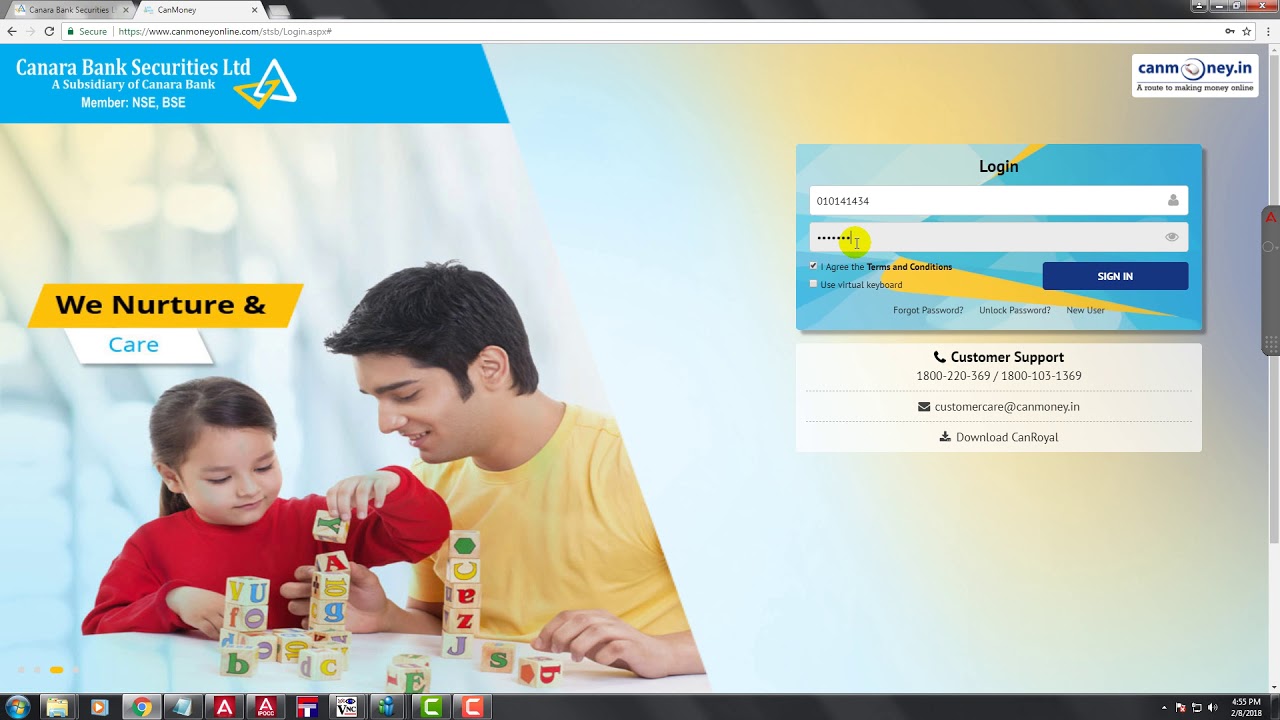 Canara Bank Securities L
CanMoney
Secure
https://www.canmoneyonline.com/stsb/Login.aspx#
Canara Bank Securities Ltd
A Subsidiary of Canara Bank
Member: NSE, BSE
canmoney.in
A route to making money online
Login
010141434
•••••••
I Agree the Terms and Conditions
Use virtual keyboard
SIGN IN
Forgot Password? Unlock Password? New User
Customer Support
1800-220-369 / 1800-103-1369
customercare@canmoney.in
Download CanRoyal
We Nurture &
Care
Y
A
VU 10 C
f O g a
z
J
b c S
E
4:55 PM
2/8/2018